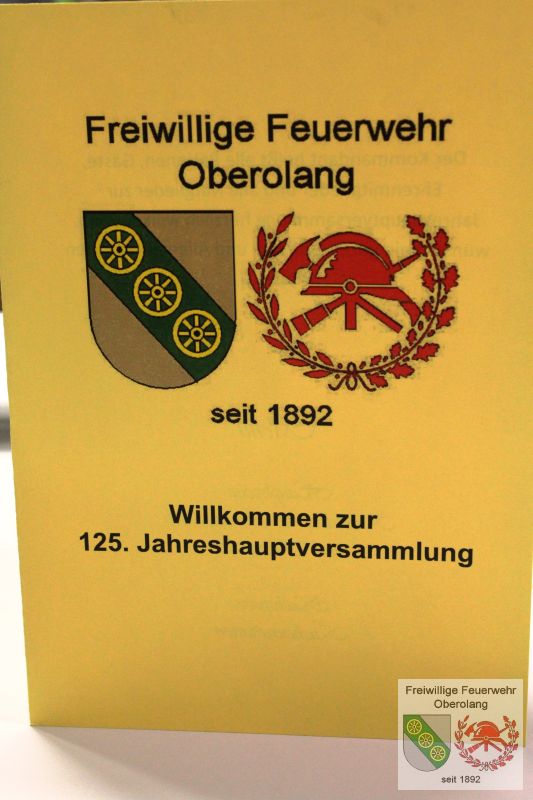 Freiwillige Feuerwehr
Oberolang
seit 1892
Willkommen zur
125. Jahreshauptversammlung
Freiwillige Feuerwehr
Oberolang
seit 1892